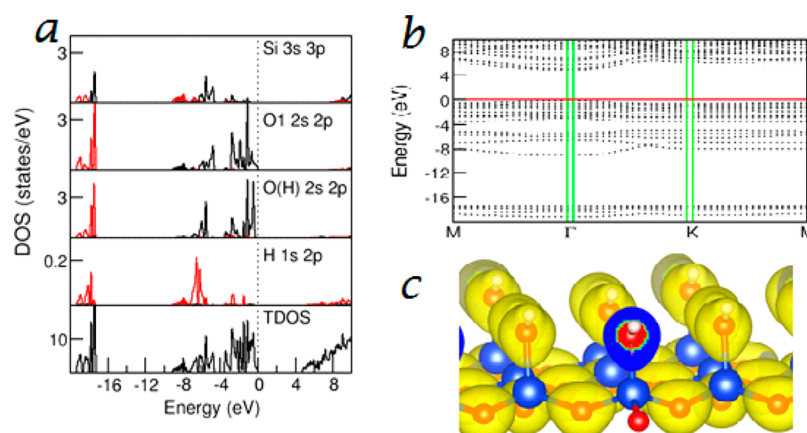 a
3
Si 3s 3p
3
O1 2s 2p
3
O(H) 2s 2p
0.2
H 1s 2p
10
TDOS
-16 -12 -8 -4 0 4 8
Energy (eV)
DOS (states/eV)
b
8
4
0
-4
-8
-16
Energy (eV)
M Γ K M
c